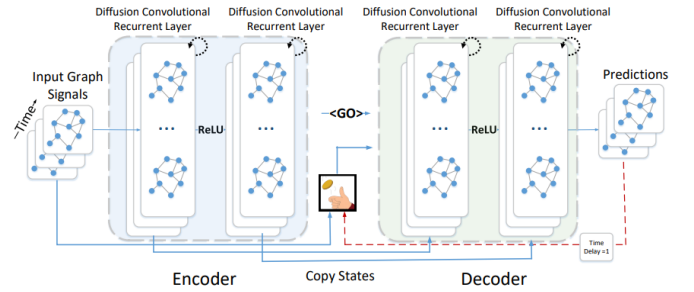 Diffusion Convolutional
Recurrent Layer
Diffusion Convolutional
Recurrent Layer
Diffusion Convolutional
Recurrent Layer
Diffusion Convolutional
Recurrent Layer
Input Graph
Signals
Time
...
ReLU
...
<GO>
...
ReLU
...
Predictions
Time
Delay =1
Encoder
Copy States
Decoder